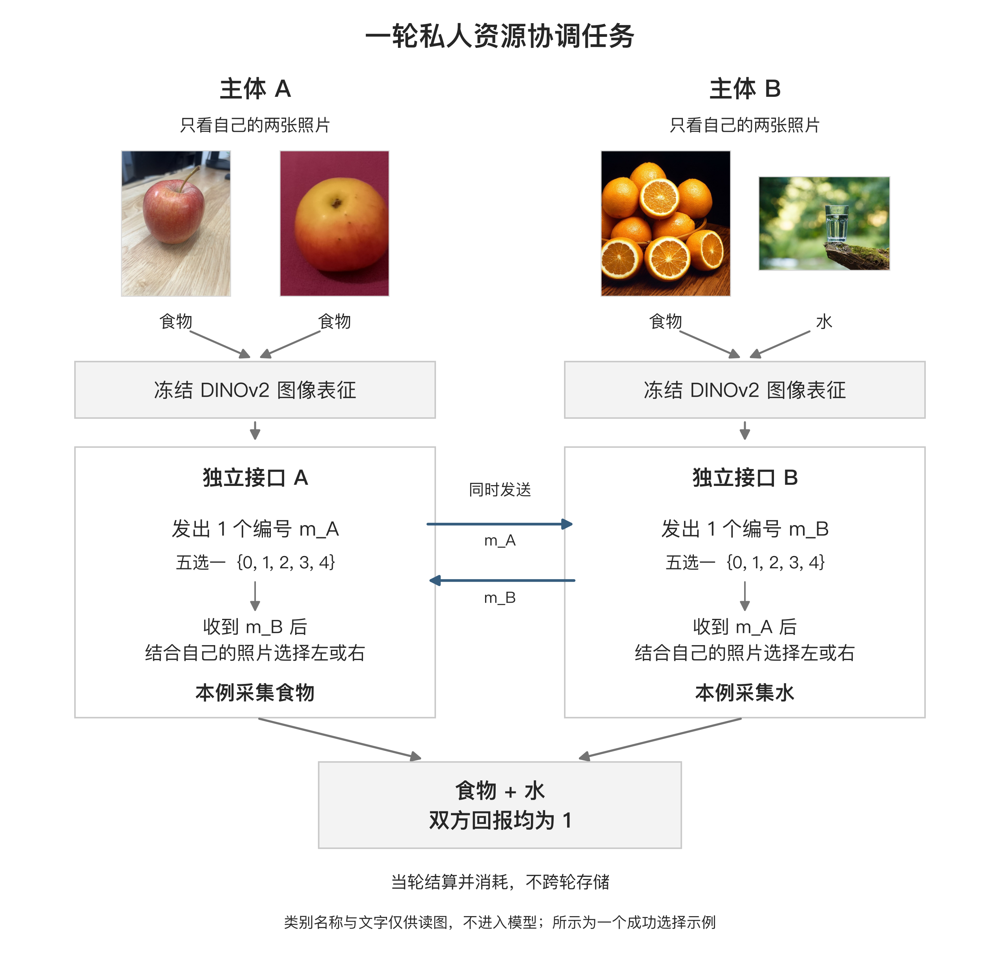 一轮私人资源协调任务
主体 A
只看自己的两张照片
食物
食物
冻结 DINOv2 图像表征
独立接口 A
发出 1 个编号 m_A
五选一 {0, 1, 2, 3, 4}
收到 m_B 后
结合自己的照片选择左或右
本例采集食物
同时发送
m_A
m_B
主体 B
只看自己的两张照片
食物
水
冻结 DINOv2 图像表征
独立接口 B
发出 1 个编号 m_B
五选一 {0, 1, 2, 3, 4}
收到 m_A 后
结合自己的照片选择左或右
本例采集水
食物 + 水
双方回报均为 1
当轮结算并消耗，不跨轮存储
类别名称与文字仅供读图，不进入模型；所示为一个成功选择示例